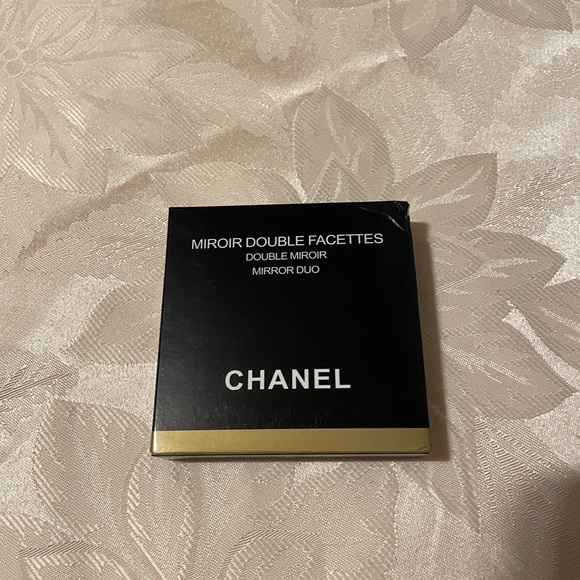 MIROIR DOUBLE FACETTES
DOUBLE MIROIR
MIRROR DUO
CHANEL